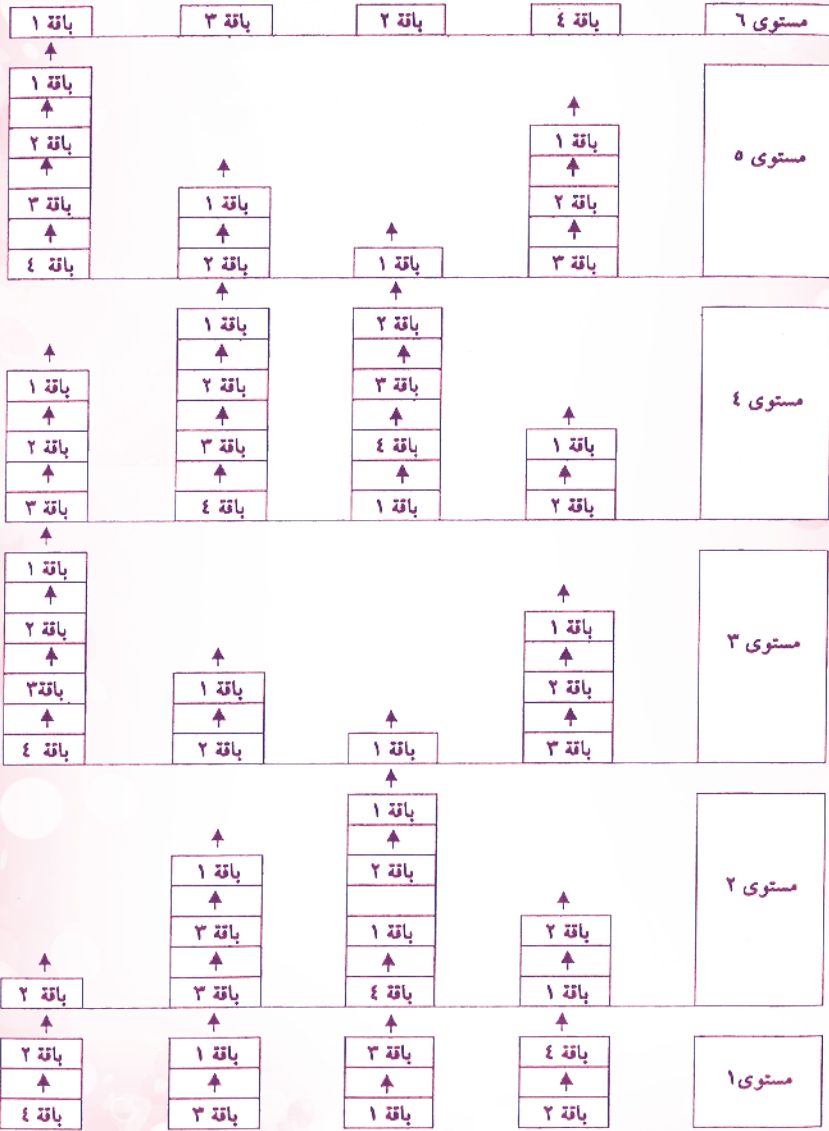 مستوى ٦ باقة ٤ باقة ٢ باقة ٣ باقة ١
باقة ١
مستوى ٥ باقة ١ باقة ٢
باقة ٢ باقة ١ باقة ٣
باقة ٣ باقة ١ باقة ٢ باقة ٤
باقة ٢ باقة ١
مستوى ٤ باقة ٣ باقة ٢ باقة ١
باقة ١ باقة ٤ باقة ٣ باقة ٢
باقة ٢ باقة ١ باقة ٤ باقة ٣
باقة ١
مستوى ٣ باقة ١ باقة ٢
باقة ٢ باقة ١ باقة٣
باقة ٣ باقة ١ باقة ٢ باقة ٤
باقة ١
مستوى ٢ باقة ٢ باقة ١
باقة ٢ باقة ١ باقة ٣
باقة ١ باقة ٤ باقة ٣ باقة ٢
مستوى١ باقة ٤ باقة ٣ باقة ١ باقة ٢
باقة ٢ باقة ١ باقة ٣ باقة ٤